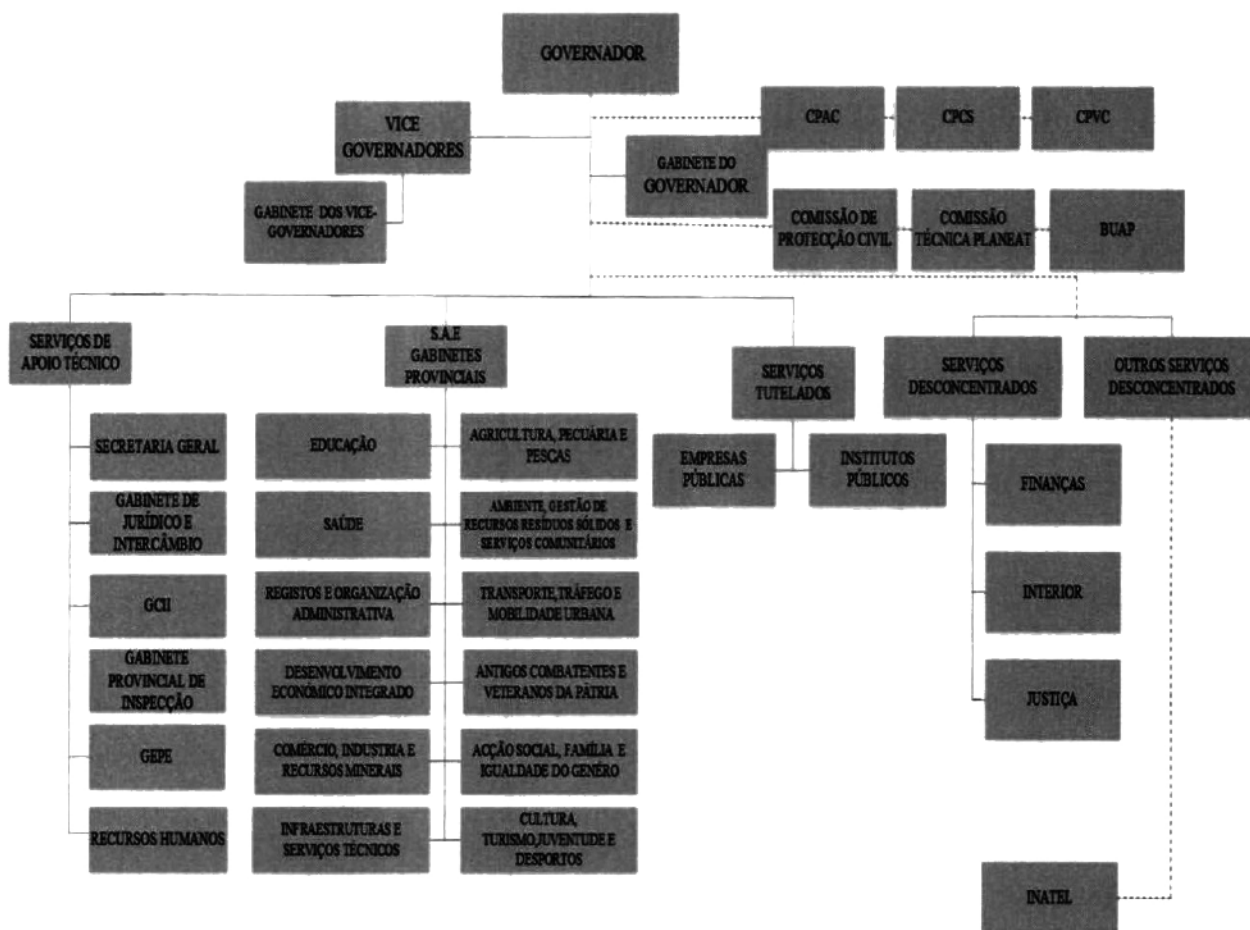 GOVERNADOR
VICE
GOVERNADORES
CPAC
CPCS
CPVC
GABINETE DO
GOVERNADOR
GABINETE DOS VICE-
GOVERNADORES
COMISSÃO DE
PROTECÇÃO CIVIL
COMISSÃO
TÉCNICA PLANEAT
BUAP
SERVIÇOS DE
APOIO TÉCNICO
S.A.E
GABINETES
PROVINCIAIS
SERVIÇOS
TUTELADOS
SERVIÇOS
DESCONCENTRADOS
OUTROS SERVIÇOS
DESCONCENTRADOS
SECRETARIA GERAL
GABINETE DE
JURÍDICO E
INTERCÂMBIO
GCII
GABINETE
PROVINCIAL DE
INSPECÇÃO
GEPE
RECURSOS HUMANOS
EDUCAÇÃO
SAÚDE
REGISTOS E ORGANIZAÇÃO
ADMINISTRATIVA
DESENVOLVIMENTO
ECONÓMICO INTEGRADO
COMÉRCIO, INDUSTRIA E
RECURSOS MINERAIS
INFRAESTRUTURAS E
SERVIÇOS TÉCNICOS
AGRICULTURA, PECUÁRIA E
PESCAS
AMBIENTE, GESTÃO DE
RECURSOS RESÍDUOS SÓLIDOS E
SERVIÇOS COMUNITÁRIOS
TRANSPORTE,TRÁFEGO E
MOBILIDADE URBANA
ANTIGOS COMBATENTES E
VETERANOS DA PÁTRIA
ACÇÃO SOCIAL, FAMÍLIA E
IGUALDADE DO GENÉRO
CULTURA,
TURISMO,JUVENTUDE E
DESPORTOS
EMPRESAS
PÚBLICAS
INSTITUTOS
PÚBLICOS
FINANÇAS
INTERIOR
JUSTIÇA
INATEL